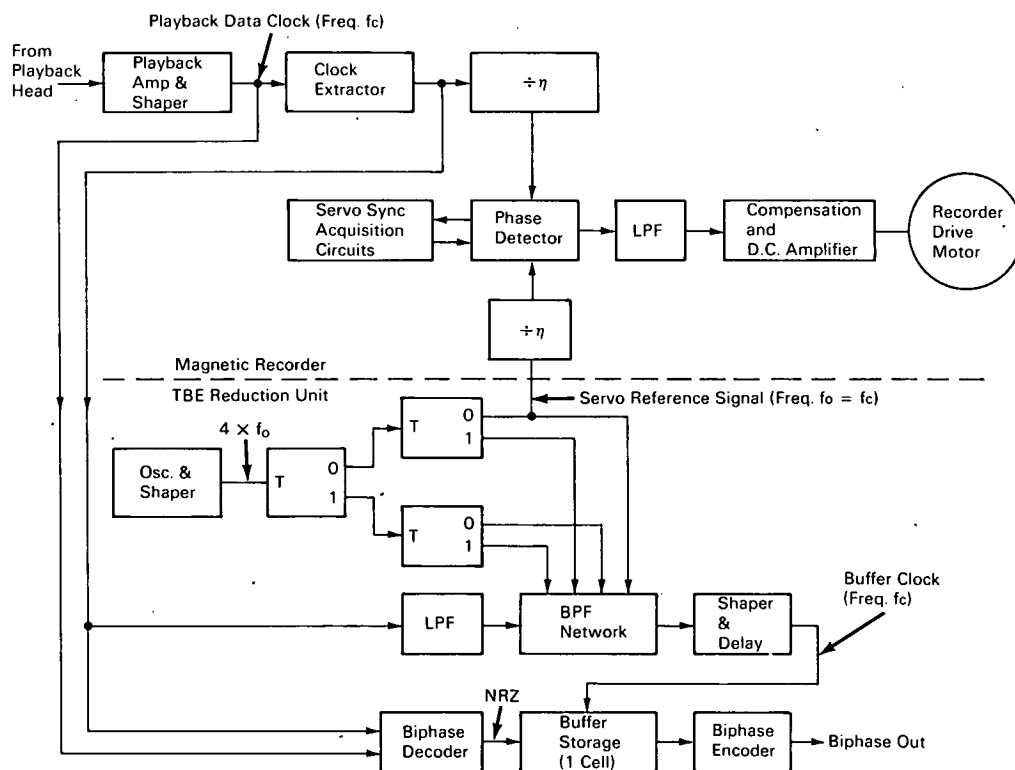 Playback Data Clock (Freq. fc)
From
Playback
Head
Playback
Amp &
Shaper
Clock
Extractor
÷ η
Servo Sync
Acquisition
Circuits
Phase
Detector
LPF
Compensation
and
D.C. Amplifier
Recorder
Drive
Motor
÷ η
Magnetic Recorder
TBE Reduction Unit
Servo Reference Signal (Freq. fo = fc)
4 × fo
Osc. &
Shaper
T
0
1
T
0
1
T
0
1
Buffer Clock
(Freq. fc)
LPF
BPF
Network
Shaper
&
Delay
NRZ
Biphase
Decoder
Buffer
Storage
(1 Cell)
Biphase
Encoder
Biphase Out